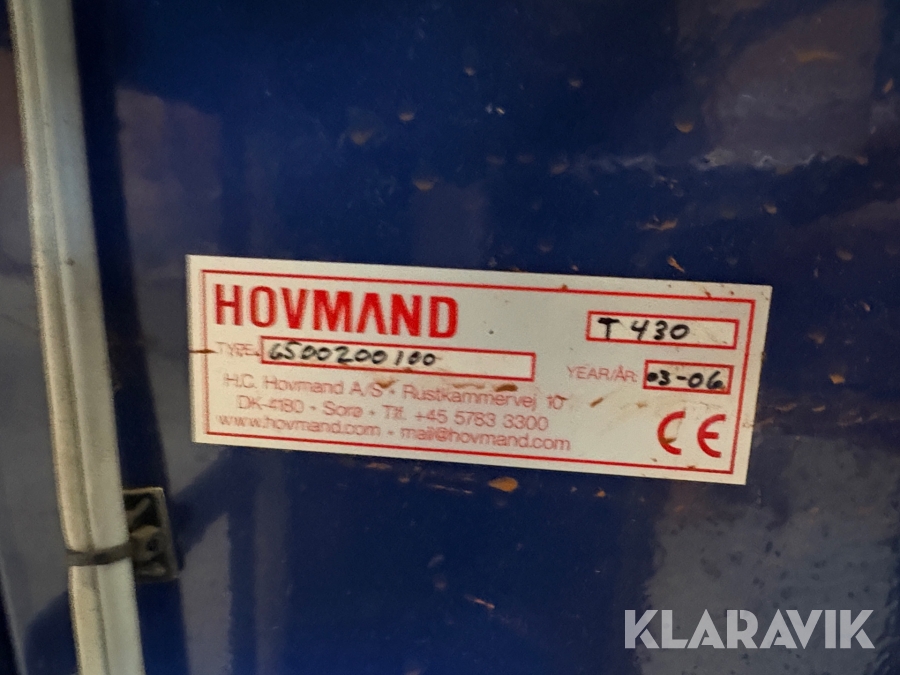 HOVMAND
T 430
TYPE: 6500200100
YEAR/ÅR: 03-06
H.C. Hovmand A/S • Rustkammervej 10
DK-4180 • Sorø • Tlf. +45 5783 3300
www.hovmand.com • mail@hovmand.com
CE
KLARAVIK